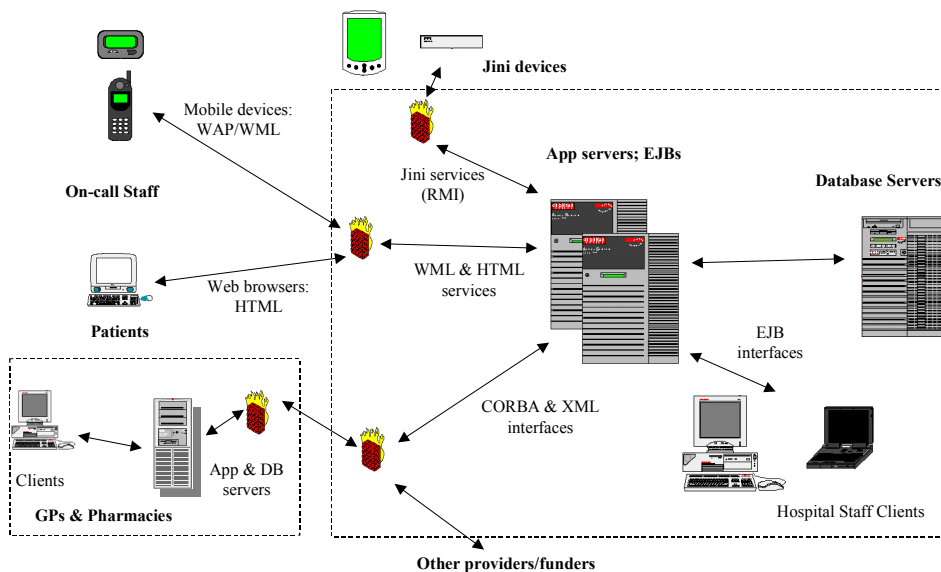 Jini devices
Mobile devices:
WAP/WML
On-call Staff
Jini services
(RMI)
App servers; EJBs
Database Servers
WML & HTML
services
Web browsers:
HTML
Patients
EJB
interfaces
CORBA & XML
interfaces
Clients
App & DB
servers
GPs & Pharmacies
Hospital Staff Clients
Other providers/funders